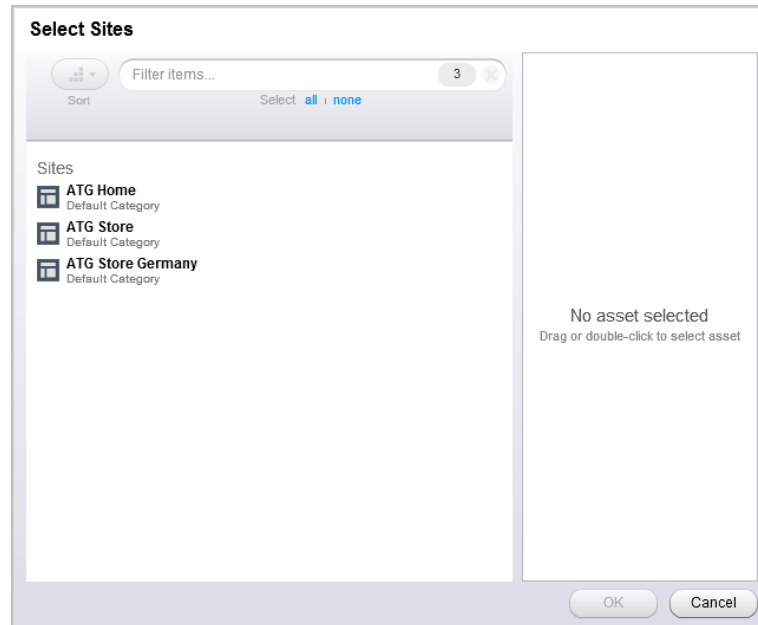 Select Sites
Filter items...
3
Sort
Select all | none
Sites
ATG Home
Default Category
ATG Store
Default Category
ATG Store Germany
Default Category
No asset selected
Drag or double-click to select asset
OK
Cancel